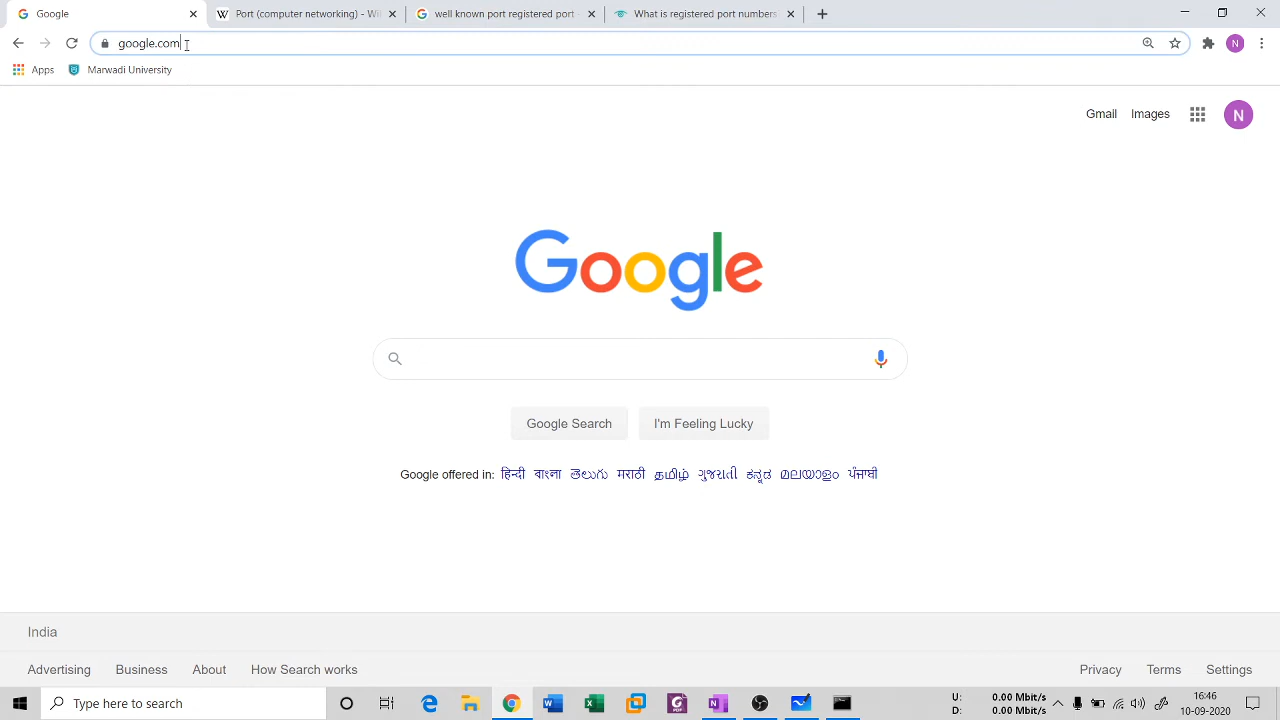 Google
Port (computer networking) - Wi
well known port registered port -
What is registered port numbers
google.com
N
Apps
Marwadi University
Gmail
Images
N
Google
Google Search
I'm Feeling Lucky
Google offered in: हिन्दी বাংলা తెలుగు मराठी தமிழ் ગુજરાતી ಕನ್ನಡ മലയാളം ਪੰਜਾਬੀ
India
Advertising
Business
About
How Search works
Privacy
Terms
Settings
Type here to search
U: 0.00 Mbit/s
D: 0.00 Mbit/s
16:46
10-09-2020